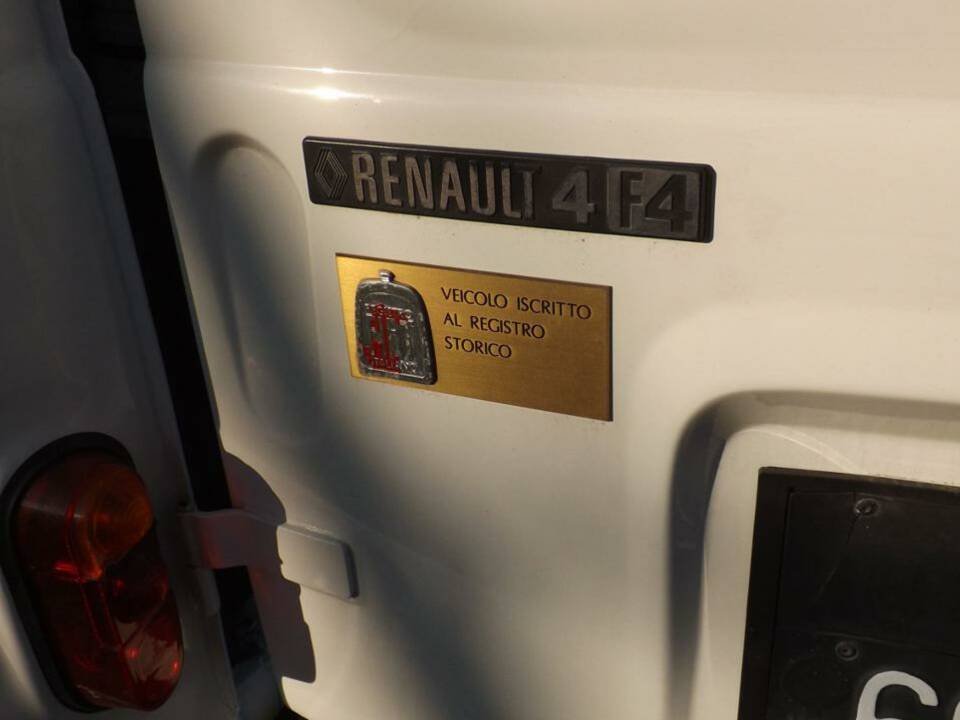 RENAULT 4 F4
VEICOLO ISCRITTO
AL REGISTRO
STORICO